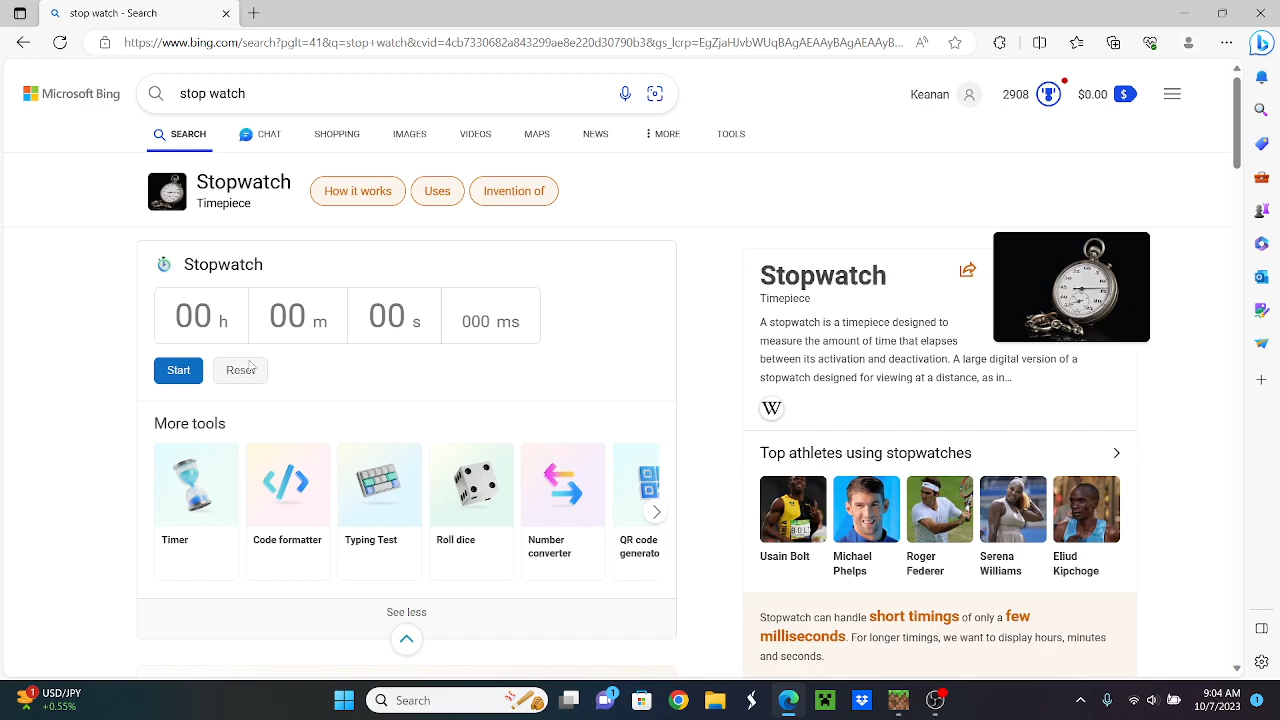 stop watch - Search
https://www.bing.com/search?pglt=41&q=stop+watch&cvid=4cb7330682a843299ae8e220d30790b3&gs_lcrp=EgZjaHJvbWUqBAgAEAAyBAgAEAAyB...
Microsoft Bing
stop watch
Keanan
2908
$0.00
$
SEARCH
CHAT
SHOPPING
IMAGES
VIDEOS
MAPS
NEWS
MORE
TOOLS
Stopwatch
Timepiece
How it works
Uses
Invention of
Stopwatch
00 h
00 m
00 s
000 ms
Start
Reset
More tools
Timer
Code formatter
Typing Test
Roll dice
Number
converter
QR code
generato
See less
Stopwatch
Timepiece
A stopwatch is a timepiece designed to
measure the amount of time that elapses
between its activation and deactivation. A large digital version of a
stopwatch designed for viewing at a distance, as in...
W
Top athletes using stopwatches
Usain Bolt
Michael
Phelps
Roger
Federer
Serena
Williams
Eliud
Kipchoge
Stopwatch can handle short timings of only a few
milliseconds. For longer timings, we want to display hours, minutes
and seconds.
1
USD/JPY
+0.55%
Search
1
9:04 AM
10/7/2023
1